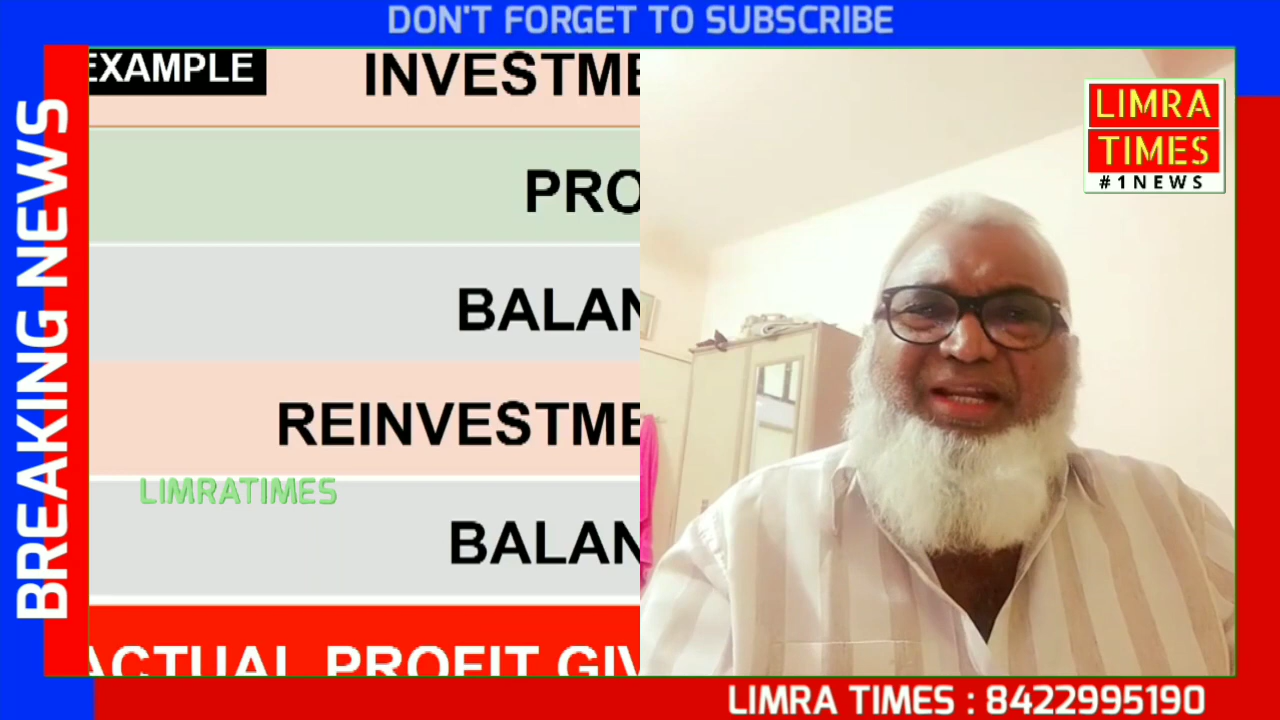 DON'T FORGET TO SUBSCRIBE
BREAKING NEWS
EXAMPLE
INVESTME
PRO
BALAN
REINVESTME
LIMRATIMES
BALAN
ACTUAL PROFIT GIV
LIMRA
TIMES
#1NEWS
LIMRA TIMES : 8422995190